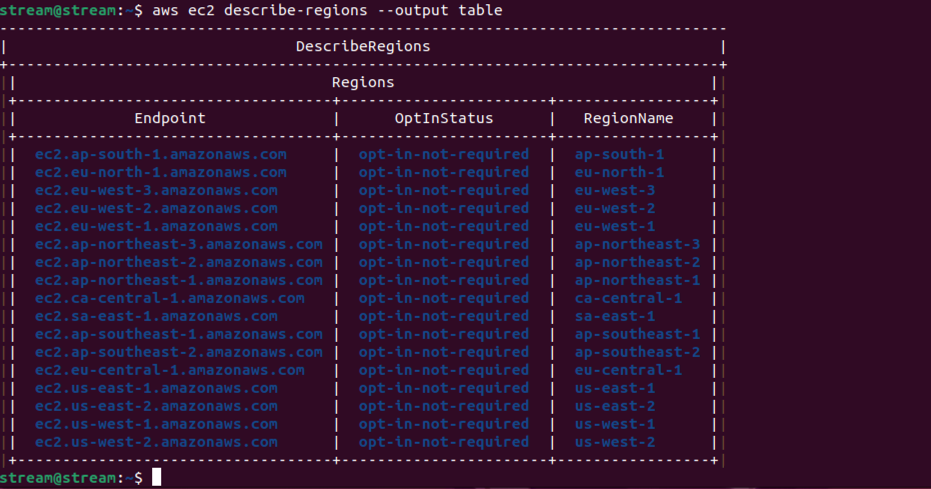 stream@stream:~$ aws ec2 describe-regions --output table
---------------------------------------------------------------------------------
|                                DescribeRegions                                |
+-------------------------------------------------------------------------------+
||                                   Regions                                   ||
|+-----------------------------------+-----------------------+-----------------+|
||             Endpoint              |      OptInStatus      |   RegionName    ||
|+-----------------------------------+-----------------------+-----------------+|
||  ec2.ap-south-1.amazonaws.com     |  opt-in-not-required  |  ap-south-1     ||
||  ec2.eu-north-1.amazonaws.com     |  opt-in-not-required  |  eu-north-1     ||
||  ec2.eu-west-3.amazonaws.com      |  opt-in-not-required  |  eu-west-3      ||
||  ec2.eu-west-2.amazonaws.com      |  opt-in-not-required  |  eu-west-2      ||
||  ec2.eu-west-1.amazonaws.com      |  opt-in-not-required  |  eu-west-1      ||
||  ec2.ap-northeast-3.amazonaws.com |  opt-in-not-required  |  ap-northeast-3 ||
||  ec2.ap-northeast-2.amazonaws.com |  opt-in-not-required  |  ap-northeast-2 ||
||  ec2.ap-northeast-1.amazonaws.com |  opt-in-not-required  |  ap-northeast-1 ||
||  ec2.ca-central-1.amazonaws.com   |  opt-in-not-required  |  ca-central-1   ||
||  ec2.sa-east-1.amazonaws.com      |  opt-in-not-required  |  sa-east-1      ||
||  ec2.ap-southeast-1.amazonaws.com |  opt-in-not-required  |  ap-southeast-1 ||
||  ec2.ap-southeast-2.amazonaws.com |  opt-in-not-required  |  ap-southeast-2 ||
||  ec2.eu-central-1.amazonaws.com   |  opt-in-not-required  |  eu-central-1   ||
||  ec2.us-east-1.amazonaws.com      |  opt-in-not-required  |  us-east-1      ||
||  ec2.us-east-2.amazonaws.com      |  opt-in-not-required  |  us-east-2      ||
||  ec2.us-west-1.amazonaws.com      |  opt-in-not-required  |  us-west-1      ||
||  ec2.us-west-2.amazonaws.com      |  opt-in-not-required  |  us-west-2      ||
|+-----------------------------------+-----------------------+-----------------+|
stream@stream:~$